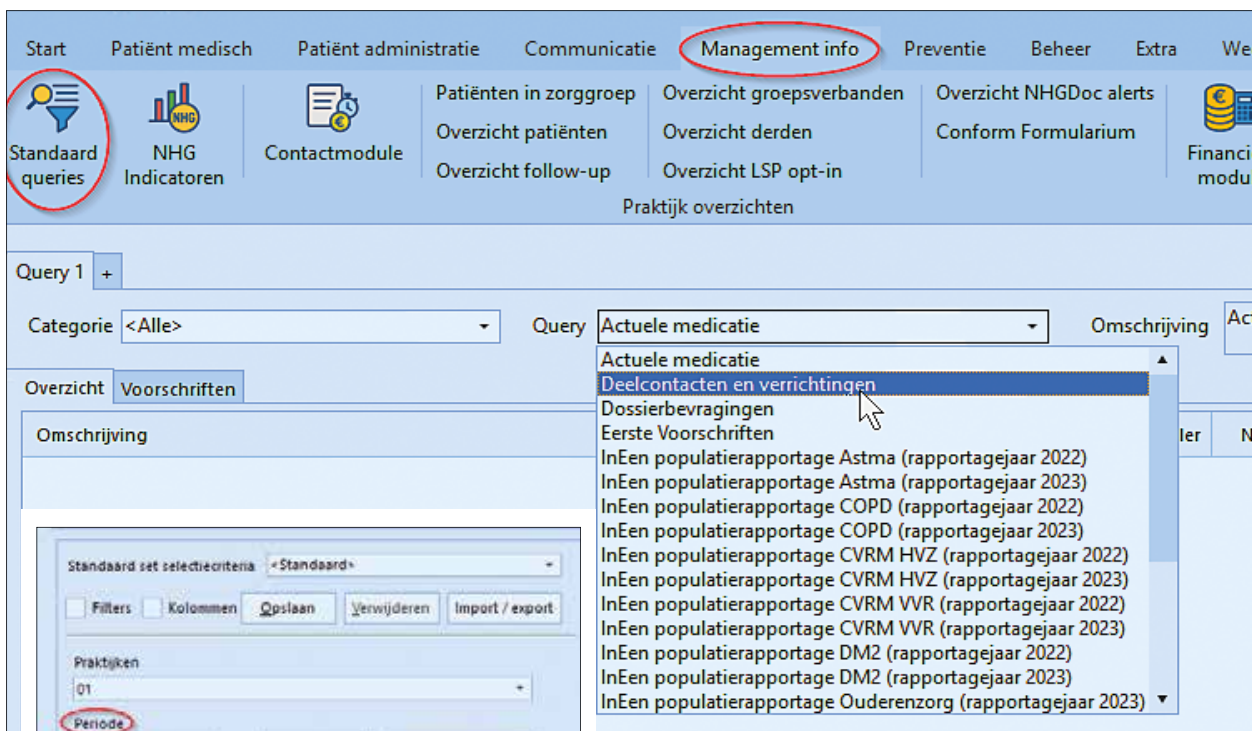 Start Patiënt medisch Patiënt administratie Communicatie Management info Preventie Beheer Extra We
Standaard queries
NHG
NHG Indicatoren
Contactmodule
Patiënten in zorggroep
Overzicht patiënten
Overzicht follow-up
Overzicht groepsverbanden
Overzicht derden
Overzicht LSP opt-in
Overzicht NHGDoc alerts
Conform Formularium
Financi
modu
Praktijk overzichten
Query 1 +
Categorie <Alle> Query Actuele medicatie Omschrijving Act
Actuele medicatie
Deelcontacten en verrichtingen
Dossierbevragingen
Eerste Voorschriften
InEen populatierapportage Astma (rapportagejaar 2022)
InEen populatierapportage Astma (rapportagejaar 2023)
InEen populatierapportage COPD (rapportagejaar 2022)
InEen populatierapportage COPD (rapportagejaar 2023)
InEen populatierapportage CVRM HVZ (rapportagejaar 2022)
InEen populatierapportage CVRM HVZ (rapportagejaar 2023)
InEen populatierapportage CVRM VVR (rapportagejaar 2022)
InEen populatierapportage CVRM VVR (rapportagejaar 2023)
InEen populatierapportage DM2 (rapportagejaar 2022)
InEen populatierapportage DM2 (rapportagejaar 2023)
InEen populatierapportage Ouderenzorg (rapportagejaar 2023)
Overzicht Voorschriften
Omschrijving ler N
Standaard set selectiecriteria <Standaard>
Filters Kolommen Opslaan Verwijderen Import / export
Praktijken
01
Periode